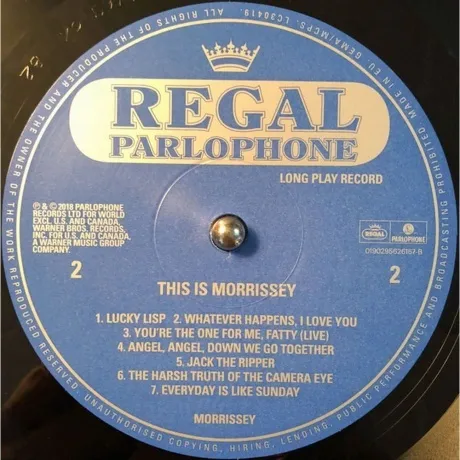 REGAL
PARLOPHONE
LONG PLAY RECORD
℗ & © 2018 PARLOPHONE
RECORDS LTD FOR WORLD
EXCL. U.S. AND CANADA,
WARNER BROS. RECORDS,
INC. FOR U.S. AND CANADA.
A WARNER MUSIC GROUP
COMPANY.
REGAL
PARLOPHONE
0190295626187-B
2
2
THIS IS MORRISSEY
1. LUCKY LISP 2. WHATEVER HAPPENS, I LOVE YOU
3. YOU'RE THE ONE FOR ME, FATTY (LIVE)
4. ANGEL, ANGEL, DOWN WE GO TOGETHER
5. JACK THE RIPPER
6. THE HARSH TRUTH OF THE CAMERA EYE
7. EVERYDAY IS LIKE SUNDAY
MORRISSEY
ALL RIGHTS OF THE PRODUCER AND THE OWNER OF THE WORK REPRODUCED RESERVED. UNAUTHORISED COPYING, HIRING, LENDING, PUBLIC PERFORMANCE AND BROADCASTING PROHIBITED. MADE IN EU. GEMA/MCPS. LC30419.